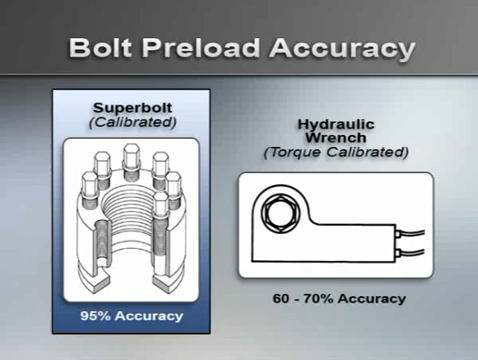 Bolt Preload Accuracy
Superbolt
(Calibrated)
95% Accuracy
Hydraulic
Wrench
(Torque Calibrated)
60 - 70% Accuracy